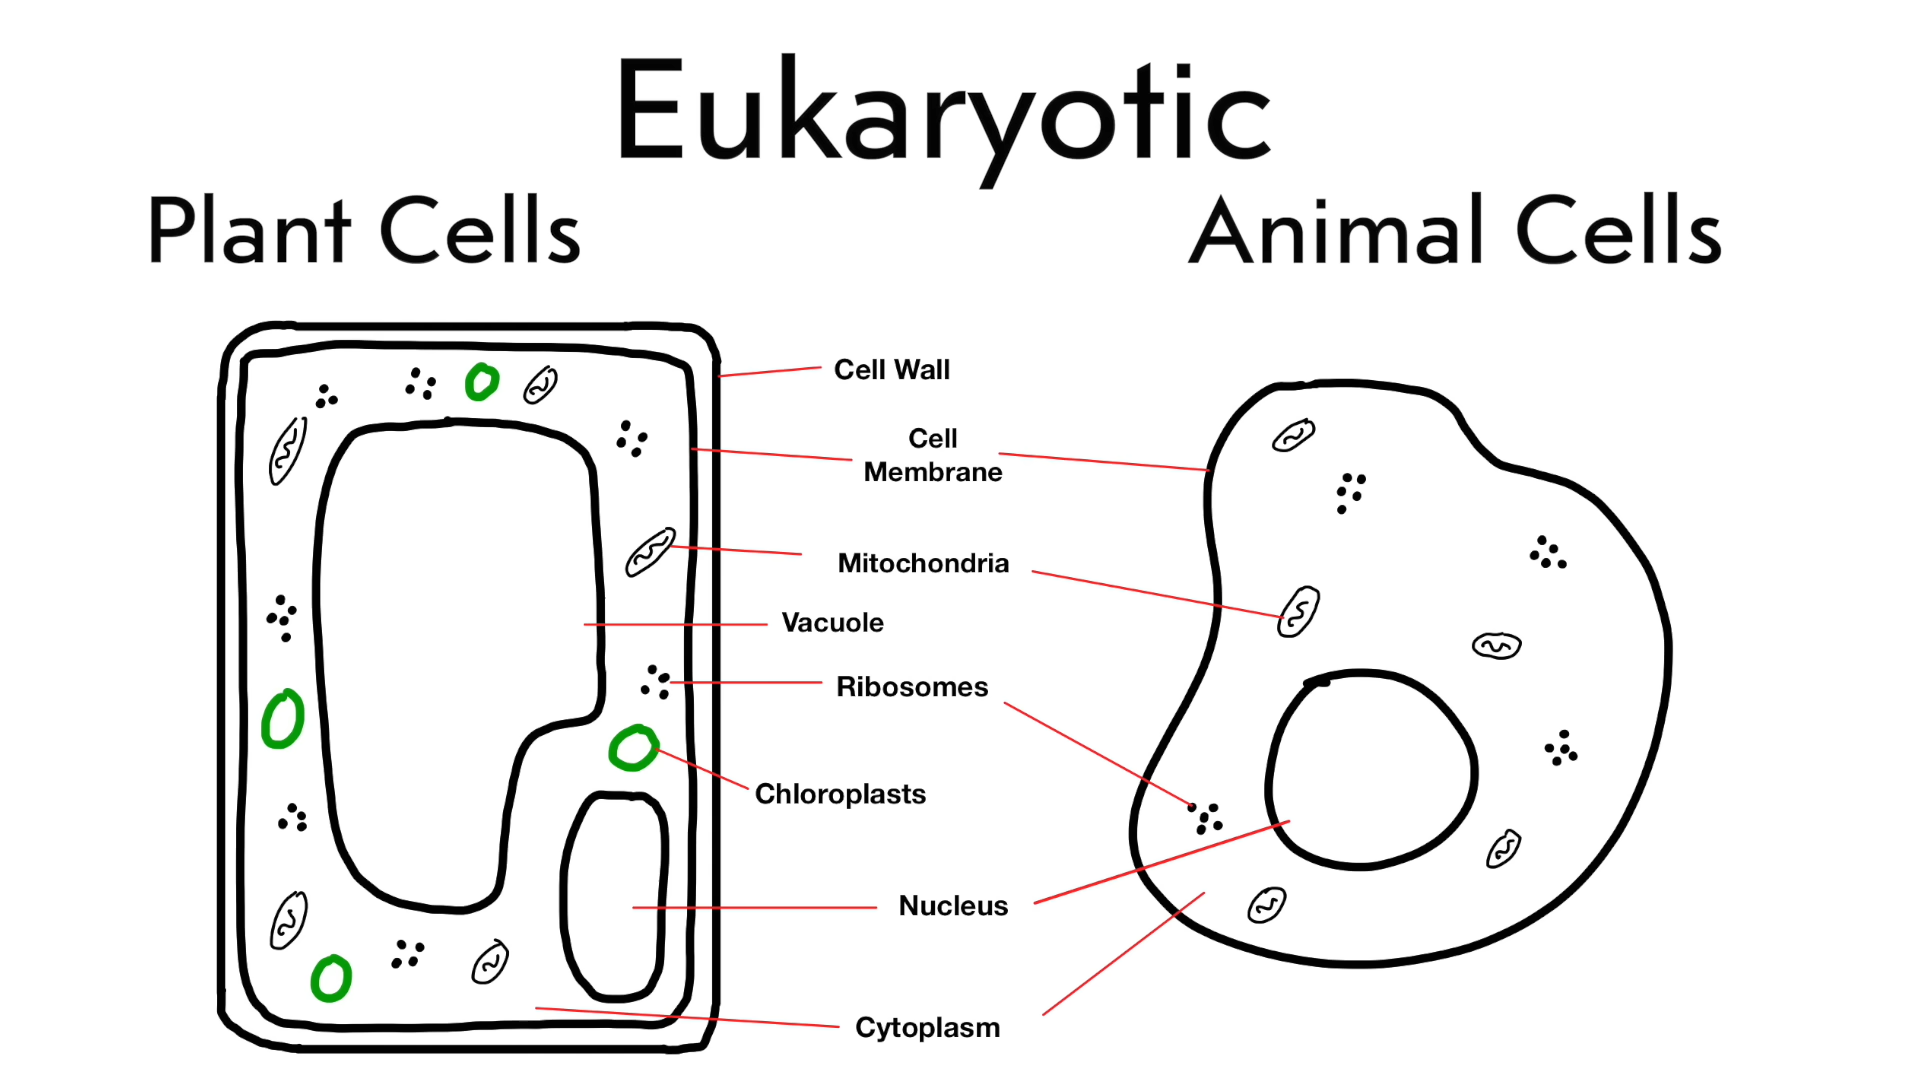 Eukaryotic
Plant Cells
Animal Cells
Cell Wall
Cell
Membrane
Mitochondria
Vacuole
Ribosomes
Chloroplasts
Nucleus
Cytoplasm